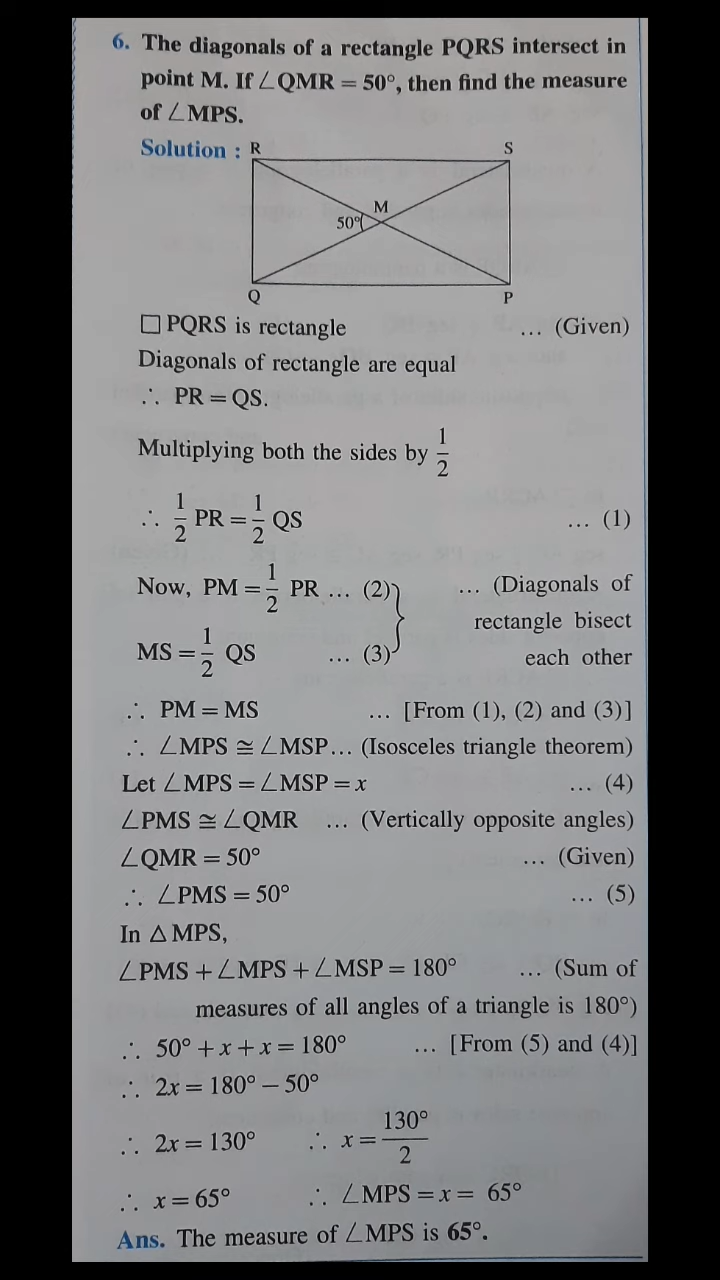 6. The diagonals of a rectangle PQRS intersect in
point M. If ∠QMR = 50°, then find the measure
of ∠MPS.
Solution : R S
M
50°
Q P
□ PQRS is rectangle ... (Given)
Diagonals of rectangle are equal
∴ PR = QS.
Multiplying both the sides by 1/2
∴ 1/2 PR = 1/2 QS ... (1)
Now, PM = 1/2 PR ... (2) } ... (Diagonals of
rectangle bisect
MS = 1/2 QS ... (3) each other
∴ PM = MS ... [From (1), (2) and (3)]
∴ ∠MPS ≅ ∠MSP ... (Isosceles triangle theorem)
Let ∠MPS = ∠MSP = x ... (4)
∠PMS ≅ ∠QMR ... (Vertically opposite angles)
∠QMR = 50° ... (Given)
∴ ∠PMS = 50° ... (5)
In △MPS,
∠PMS + ∠MPS + ∠MSP = 180° ... (Sum of
measures of all angles of a triangle is 180°)
∴ 50° + x + x = 180° ... [From (5) and (4)]
∴ 2x = 180° – 50°
∴ 2x = 130° ∴ x = 130°/2
∴ x = 65° ∴ ∠MPS = x = 65°
Ans. The measure of ∠MPS is 65°.